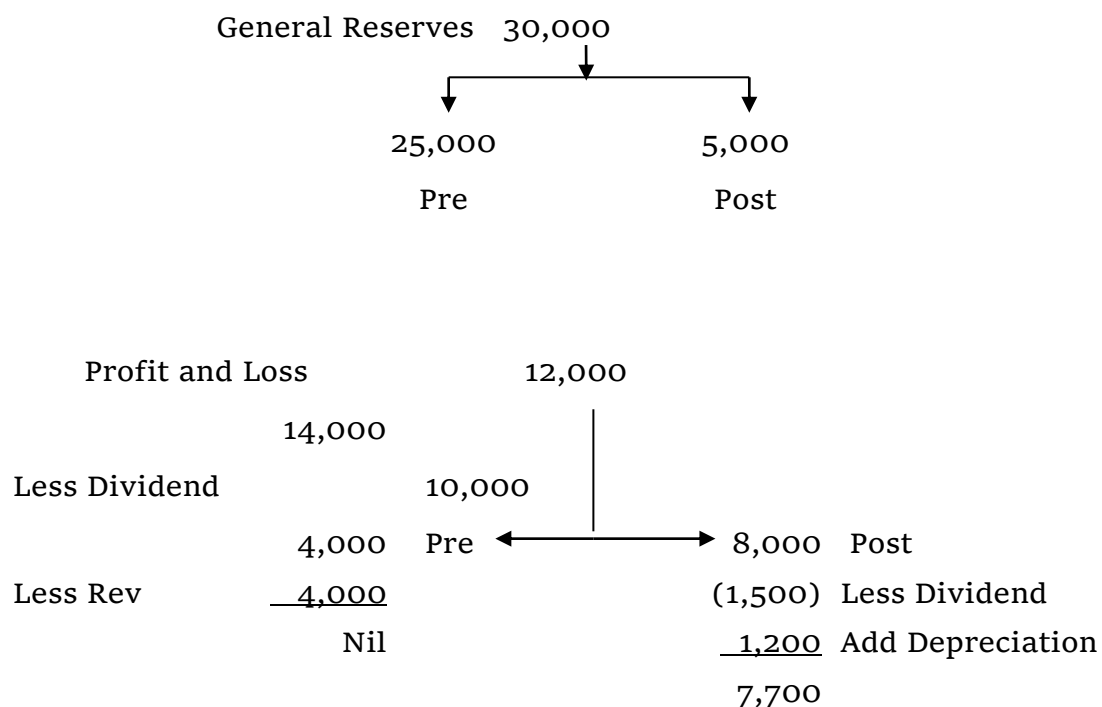 General Reserves 30,000
25,000 5,000
Pre Post
Profit and Loss 12,000
14,000
Less Dividend 10,000
4,000 Pre 8,000 Post
Less Rev 4,000 (1,500) Less Dividend
Nil 1,200 Add Depreciation
7,700